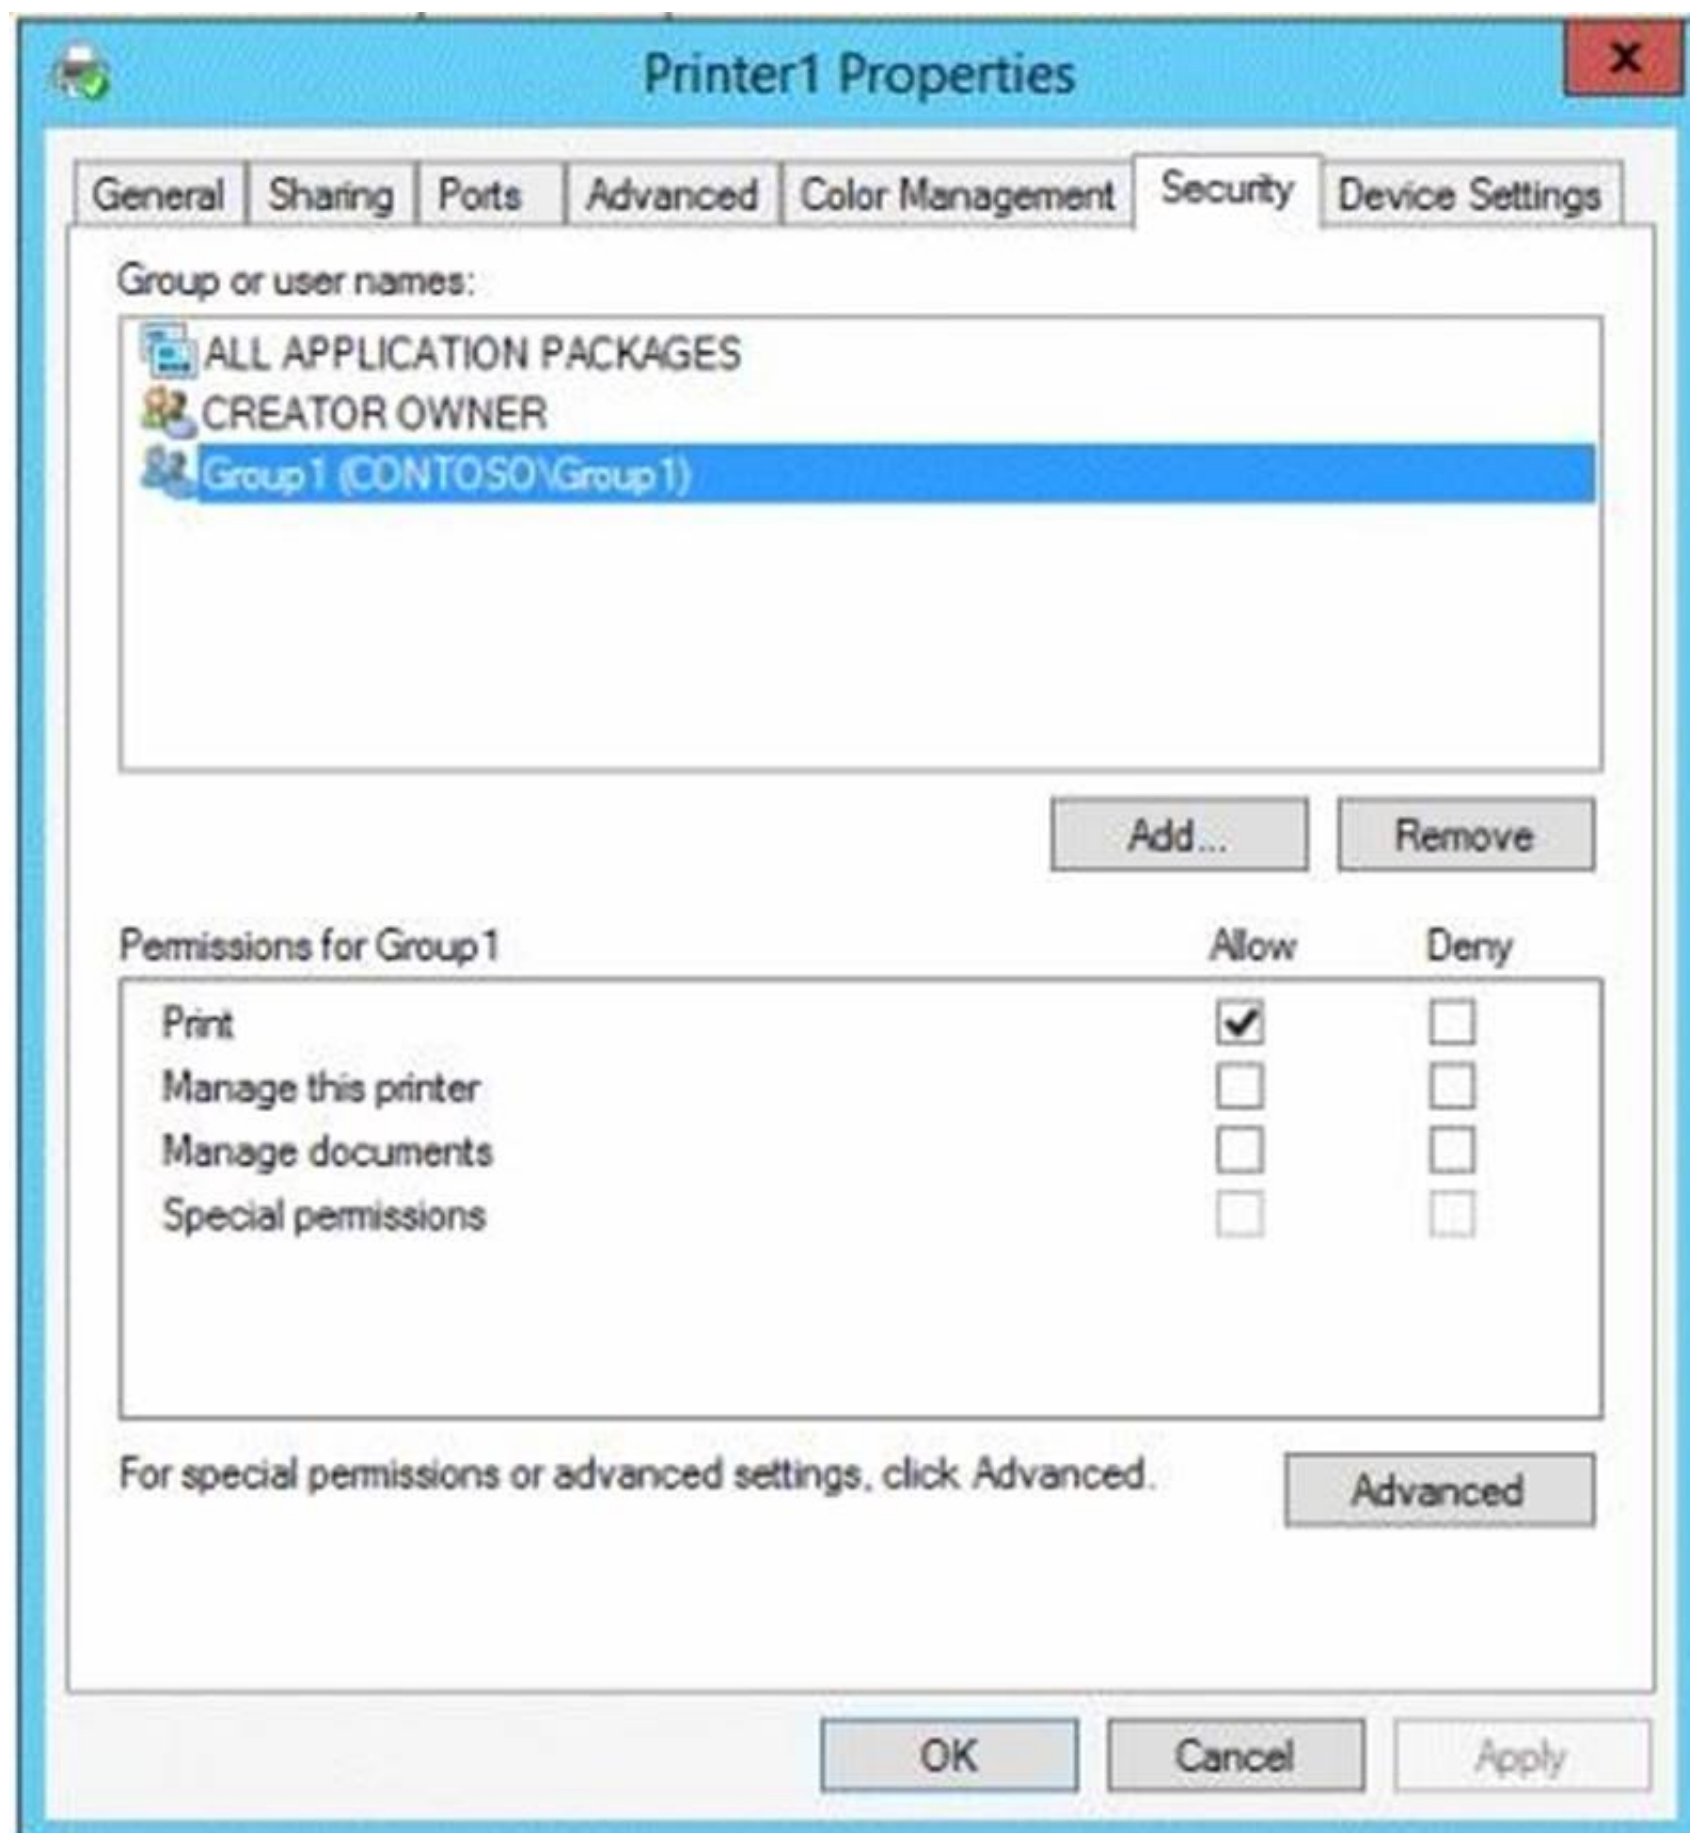 Printer1 Properties
x
General Sharing Ports Advanced Color Management Security Device Settings
Group or user names:
ALL APPLICATION PACKAGES
CREATOR OWNER
Group1 (CONTOSO\Group1)
Add... Remove
Permissions for Group1 Allow Deny
Print
Manage this printer
Manage documents
Special permissions
For special permissions or advanced settings, click Advanced. Advanced
OK Cancel Apply